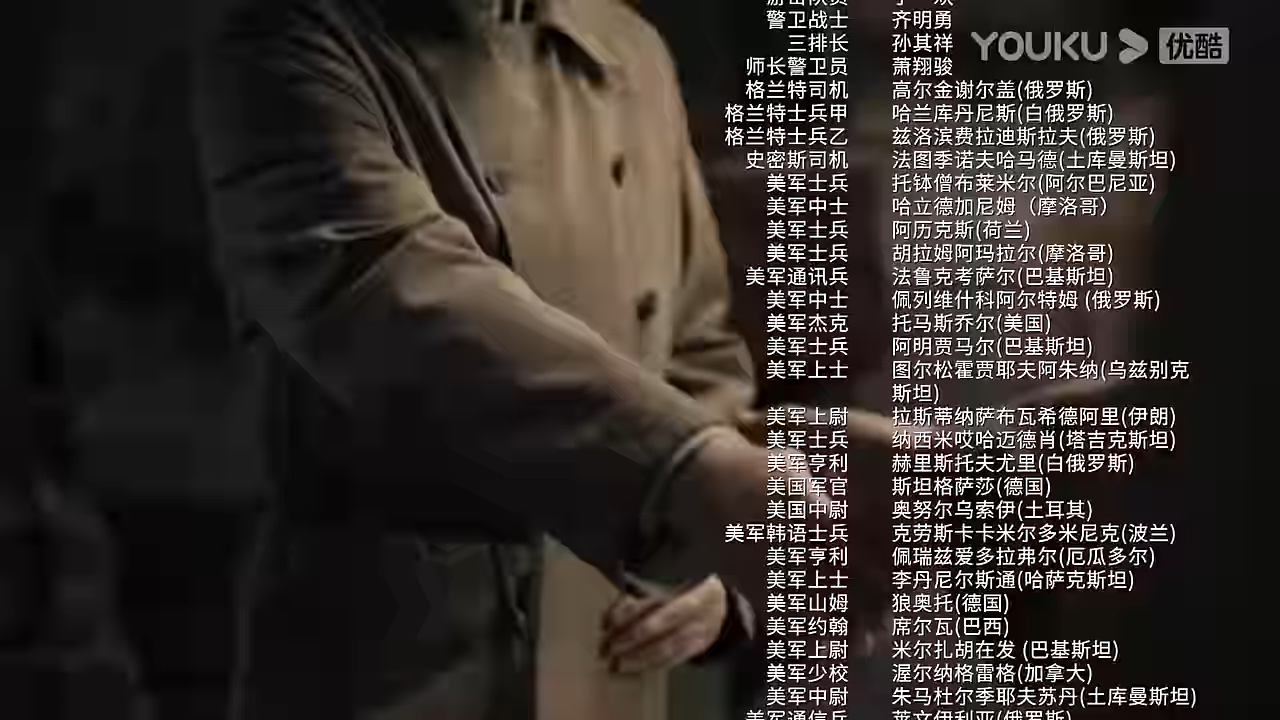 警卫战士 齐明勇
YOUKU 优酷
三排长 孙其祥
师长警卫员 萧翔骏
格兰特司机 高尔金谢尔盖(俄罗斯)
格兰特士兵甲 哈兰库丹尼斯(白俄罗斯)
格兰特士兵乙 兹洛滨费拉迪斯拉夫(俄罗斯)
史密斯司机 法图季诺夫哈马德(土库曼斯坦)
美军士兵 托钵僧布莱米尔(阿尔巴尼亚)
美军中士 哈立德加尼姆（摩洛哥）
美军士兵 阿历克斯(荷兰)
美军士兵 胡拉姆阿玛拉尔(摩洛哥)
美军通讯兵 法鲁克考萨尔(巴基斯坦)
美军中士 佩列维什科阿尔特姆 (俄罗斯)
美军杰克 托马斯乔尔(美国)
美军士兵 阿明贾马尔(巴基斯坦)
美军上士 图尔松霍贾耶夫阿朱纳(乌兹别克
斯坦)
美军上尉 拉斯蒂纳萨布瓦希德阿里(伊朗)
美军士兵 纳西米哎哈迈德肖(塔吉克斯坦)
美军亨利 赫里斯托夫尤里(白俄罗斯)
美国军官 斯坦格萨莎(德国)
美国中尉 奥努尔乌索伊(土耳其)
美军韩语士兵 克劳斯卡卡米尔多米尼克(波兰)
美军亨利 佩瑞兹爱多拉弗尔(厄瓜多尔)
美军上士 李丹尼尔斯通(哈萨克斯坦)
美军山姆 狼奥托(德国)
美军约翰 席尔瓦(巴西)
美军上尉 米尔扎胡在发 (巴基斯坦)
美军少校 渥尔纳格雷格(加拿大)
美军中尉 朱马杜尔季耶夫苏丹(土库曼斯坦)
美军通信兵 莱文伊利亚(俄罗斯)